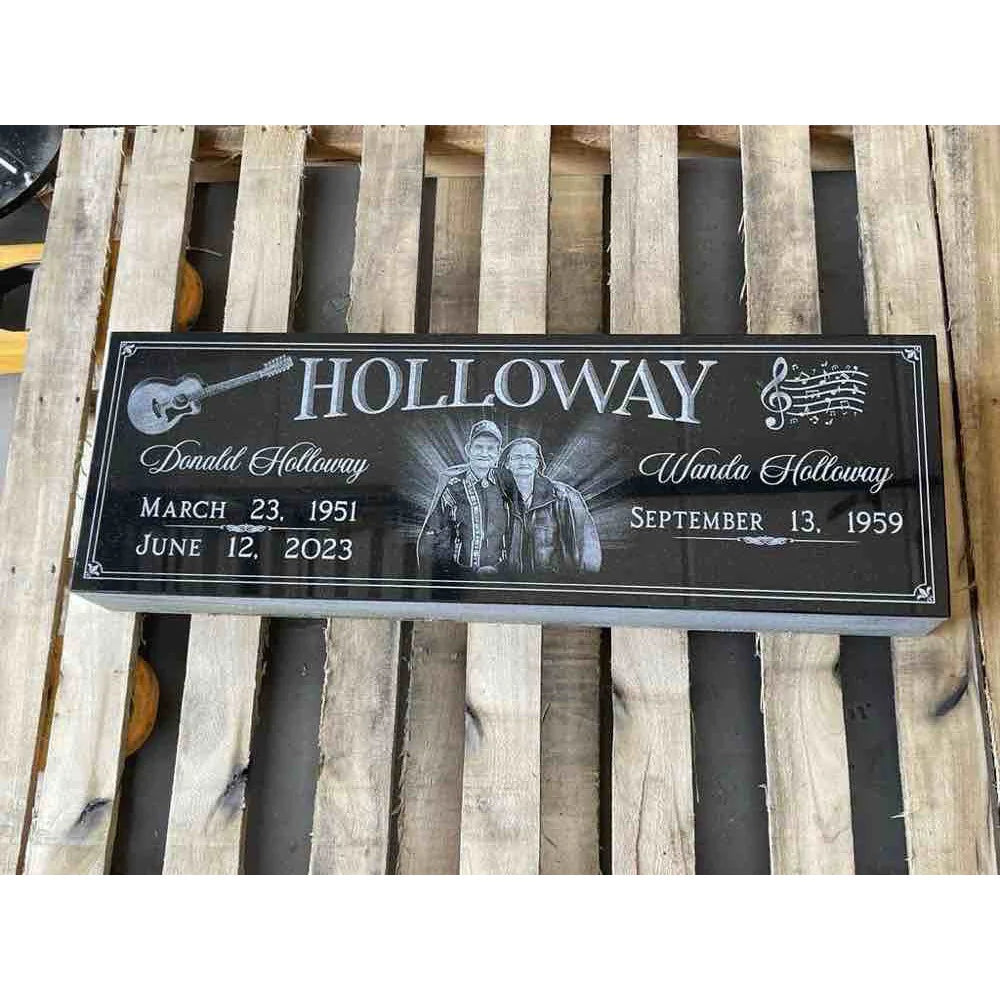 HOLLOWAY
Donald Holloway
MARCH 23, 1951
JUNE 12, 2023
Wanda Holloway
SEPTEMBER 13, 1959